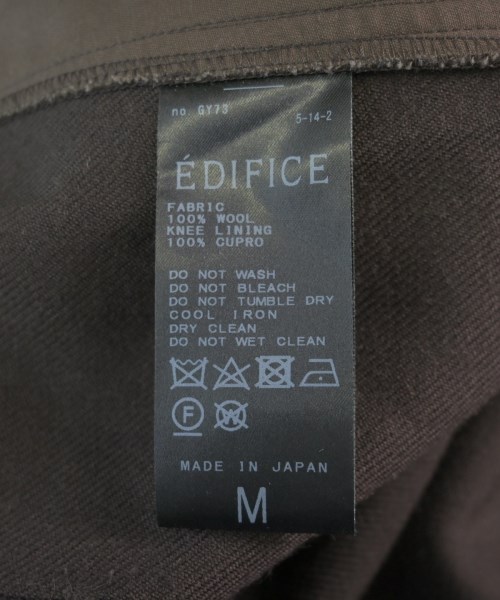 no GY73
5-14-2
ÉDIFICE
FABRIC
100% WOOL
KNEE LINING
100% CUPRO
DO NOT WASH
DO NOT BLEACH
DO NOT TUMBLE DRY
COOL IRON
DRY CLEAN
DO NOT WET CLEAN
F W
MADE IN JAPAN
M